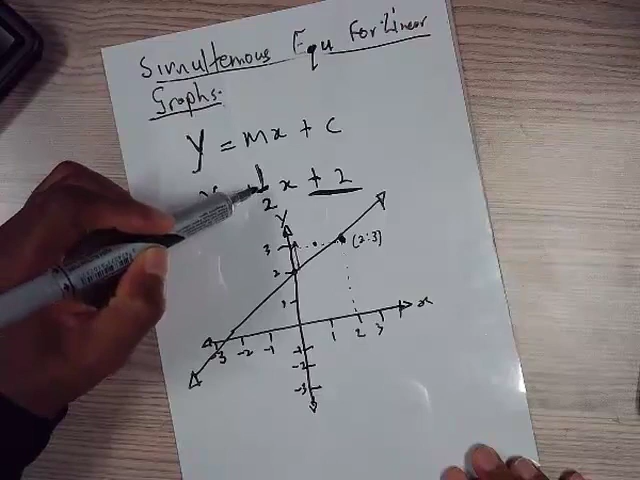 Simultemous Equ For Linear
Graphs.
y = mx + c
1/2 x + 2
y
3
(2:3)
2
1
x
-3 -2 -1 1 2 3
-1
-2
-3